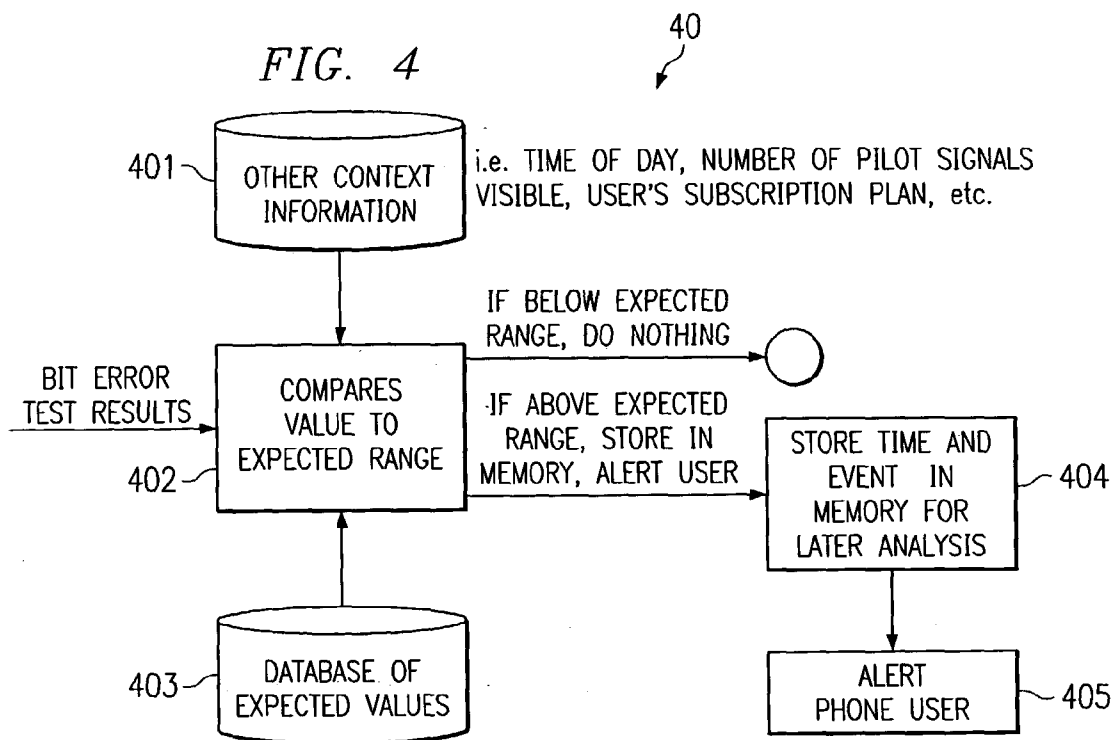 40
FIG. 4
401
OTHER CONTEXT
INFORMATION
i.e. TIME OF DAY, NUMBER OF PILOT SIGNALS
VISIBLE, USER'S SUBSCRIPTION PLAN, etc.
IF BELOW EXPECTED
RANGE, DO NOTHING
BIT ERROR
TEST RESULTS
COMPARES
VALUE TO
EXPECTED RANGE
402
IF ABOVE EXPECTED
RANGE, STORE IN
MEMORY, ALERT USER
STORE TIME AND
EVENT IN
MEMORY FOR
LATER ANALYSIS
404
403
DATABASE OF
EXPECTED VALUES
ALERT
PHONE USER
405